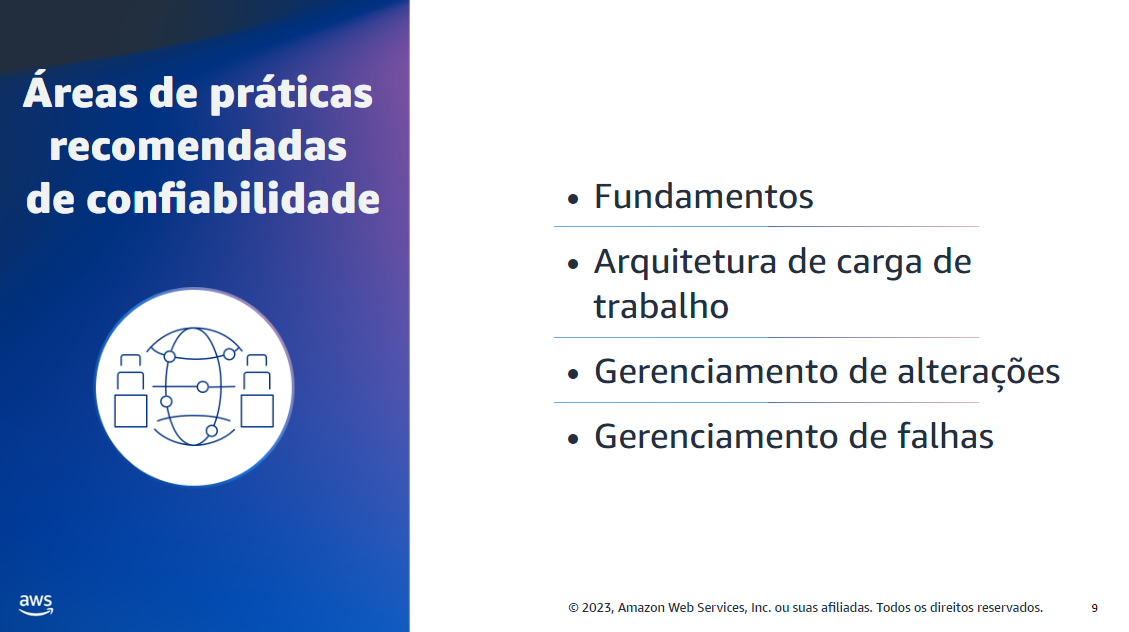 Áreas de práticas
recomendadas
de confiabilidade
• Fundamentos
• Arquitetura de carga de
trabalho
• Gerenciamento de alterações
• Gerenciamento de falhas
aws
© 2023, Amazon Web Services, Inc. ou suas afiliadas. Todos os direitos reservados.
9